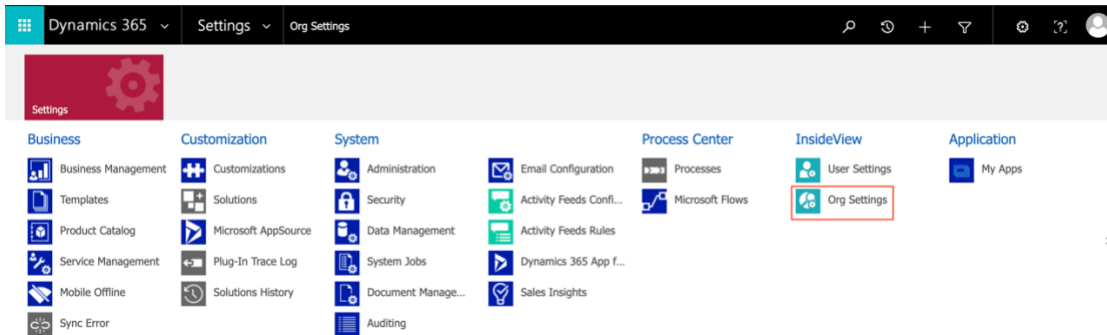 Dynamics 365 Settings Org Settings
Settings
Business Customization System Process Center InsideView Application
Business Management Customizations Administration Email Configuration Processes User Settings My Apps
Templates Solutions Security Activity Feeds Confi... Microsoft Flows Org Settings
Product Catalog Microsoft AppSource Data Management Activity Feeds Rules
Service Management Plug-In Trace Log System Jobs Dynamics 365 App f...
Mobile Offline Solutions History Document Manage... Sales Insights
Sync Error Auditing